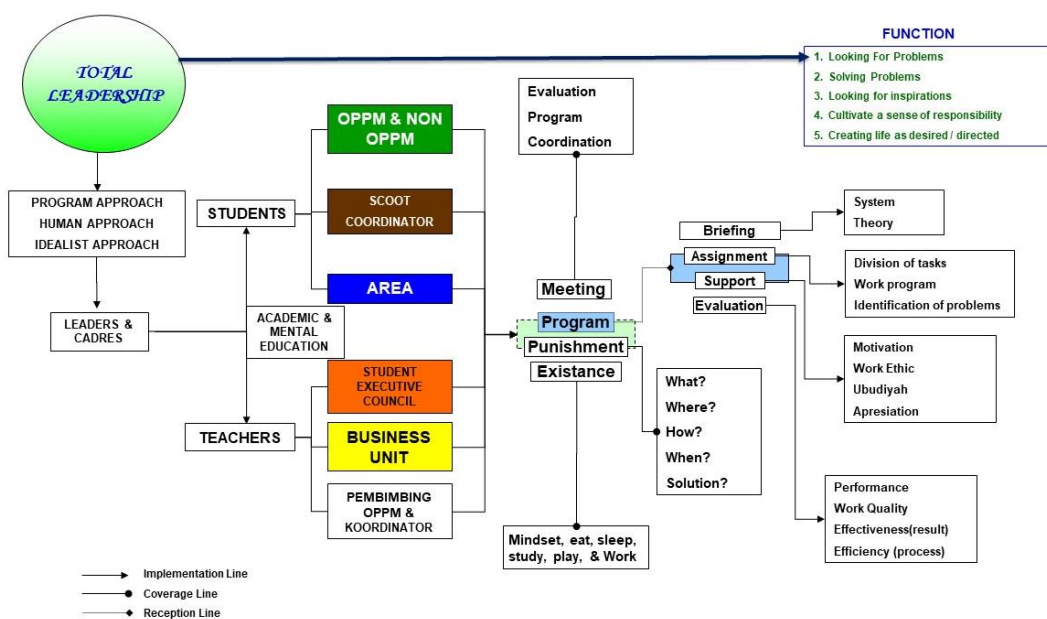 TOTAL
LEADERSHIP
FUNCTION
1. Looking For Problems
2. Solving Problems
3. Looking for inspirations
4. Cultivate a sense of responsibility
5. Creating life as desired / directed
PROGRAM APPROACH
HUMAN APPROACH
IDEALIST APPROACH
LEADERS &
CADRES
STUDENTS
ACADEMIC &
MENTAL
EDUCATION
TEACHERS
OPPM & NON
OPPM
SCOOT
COORDINATOR
AREA
STUDENT
EXECUTIVE
COUNCIL
BUSINESS
UNIT
PEMBIMBING
OPPM &
KOORDINATOR
Evaluation
Program
Coordination
Meeting
Program
Punishment
Existance
What?
Where?
How?
When?
Solution?
Mindset, eat, sleep,
study, play, & Work
Briefing
Assignment
Support
Evaluation
System
Theory
Division of tasks
Work program
Identification of problems
Motivation
Work Ethic
Ubudiyah
Apresiation
Performance
Work Quality
Effectiveness(result)
Efficiency (process)
Implementation Line
Coverage Line
Reception Line